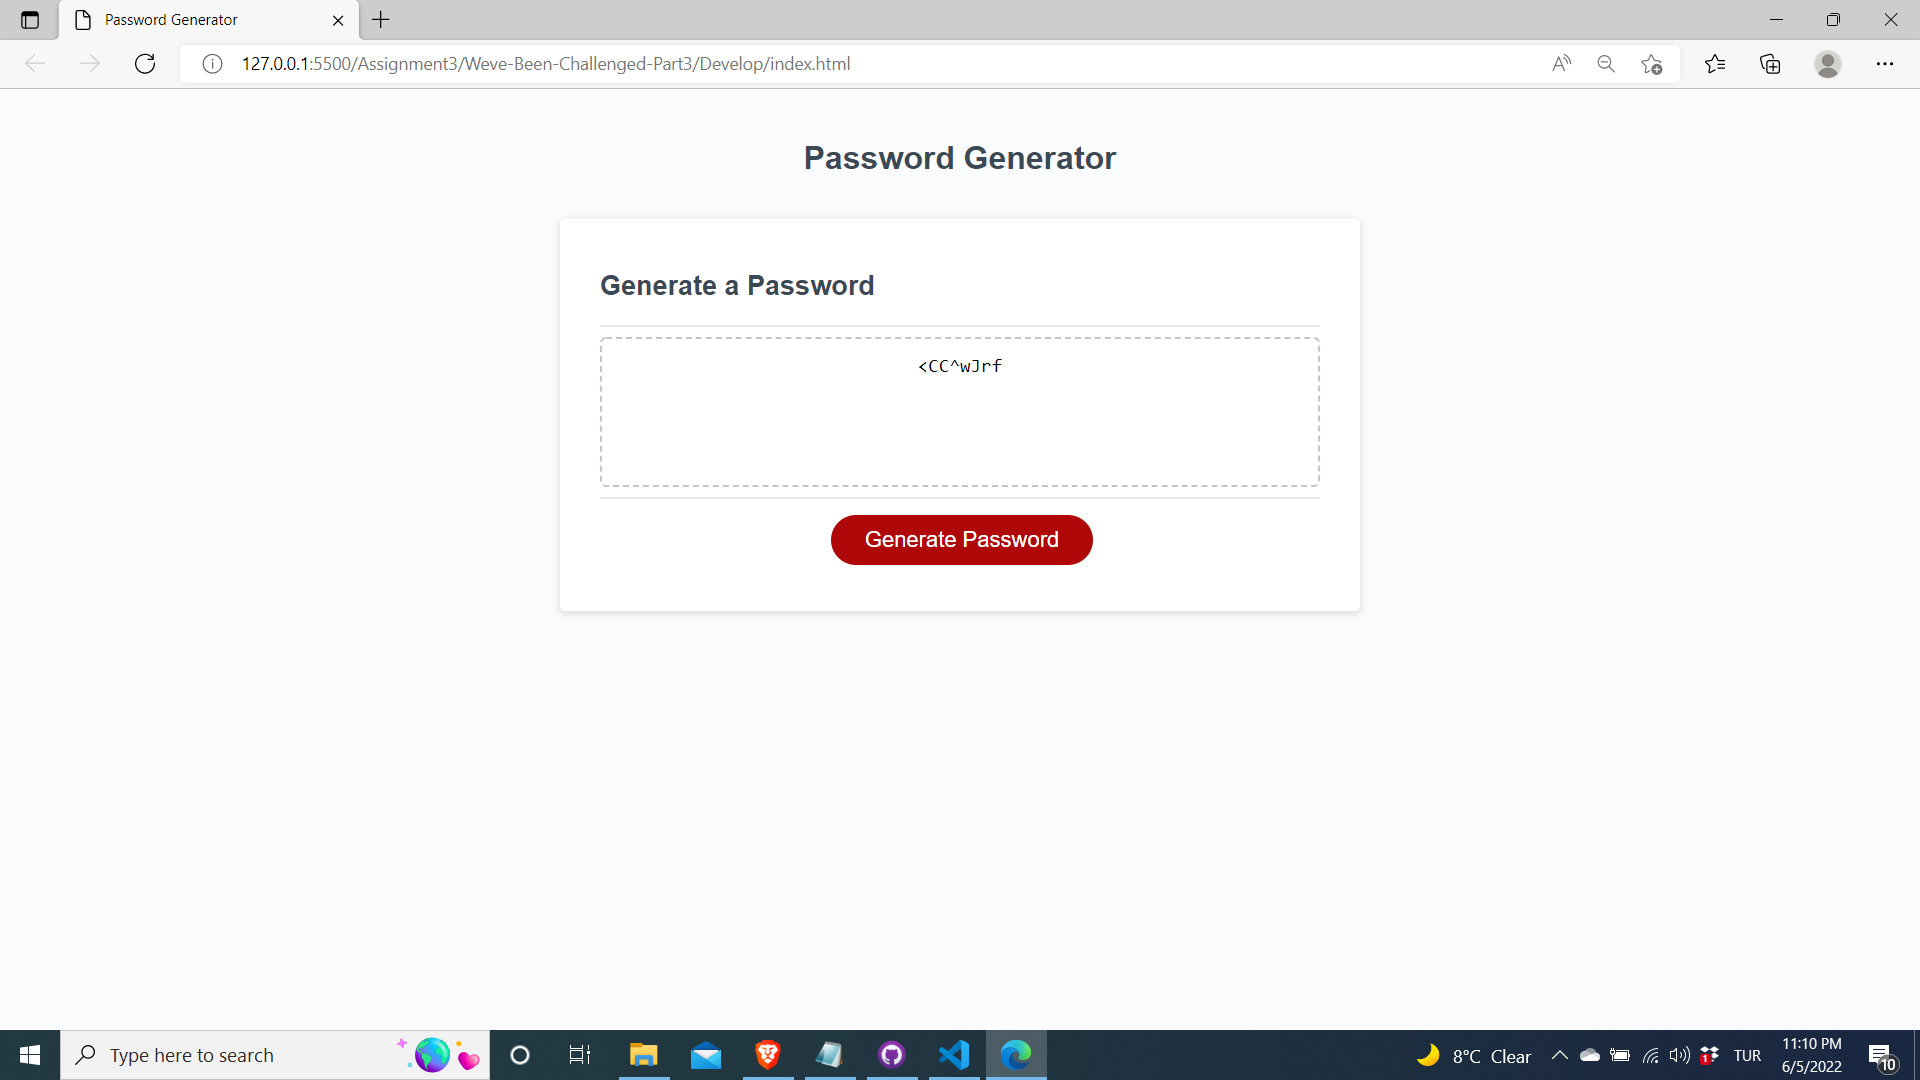 Password Generator
127.0.0.1:5500/Assignment3/Weve-Been-Challenged-Part3/Develop/index.html
Password Generator
Generate a Password
<CC^wJrf
Generate Password
Type here to search
8°C Clear
1
TUR
11:10 PM
6/5/2022
10